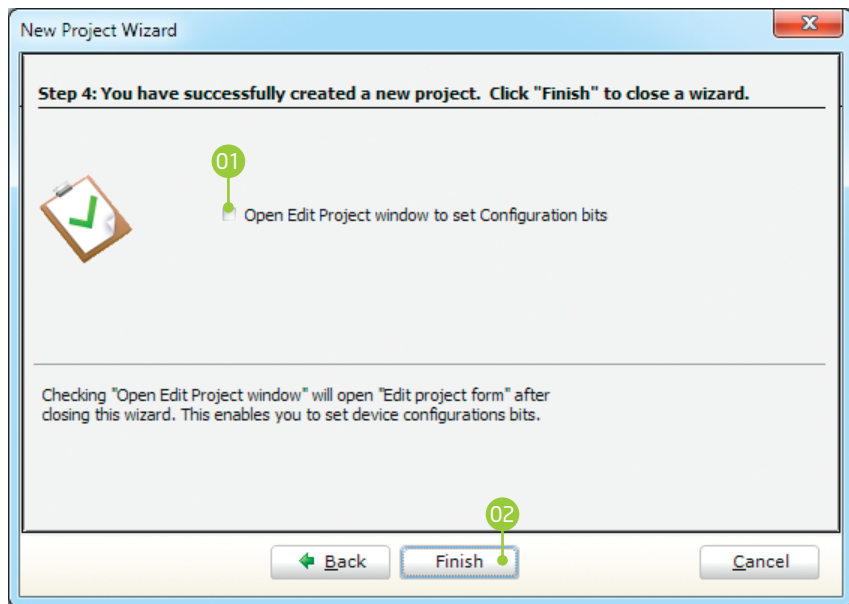 New Project Wizard
Step 4: You have successfully created a new project. Click "Finish" to close a wizard.
01
Open Edit Project window to set Configuration bits
Checking "Open Edit Project window" will open "Edit project form" after
closing this wizard. This enables you to set device configurations bits.
02
Back
Finish
Cancel